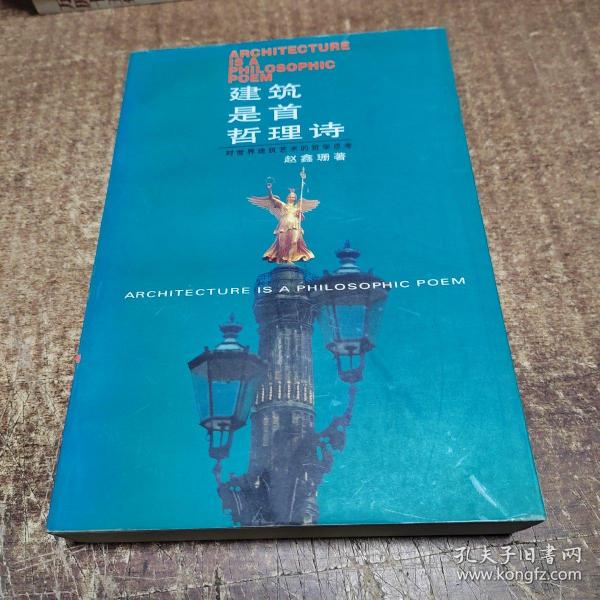 ARCHITECTURE
IS A
PHILOSOPHIC
POEM
建筑
是首
哲理诗
对世界建筑艺术的哲学思考
赵鑫珊著
ARCHITECTURE IS A PHILOSOPHIC POEM
孔夫子旧书网
www.kongfz.com